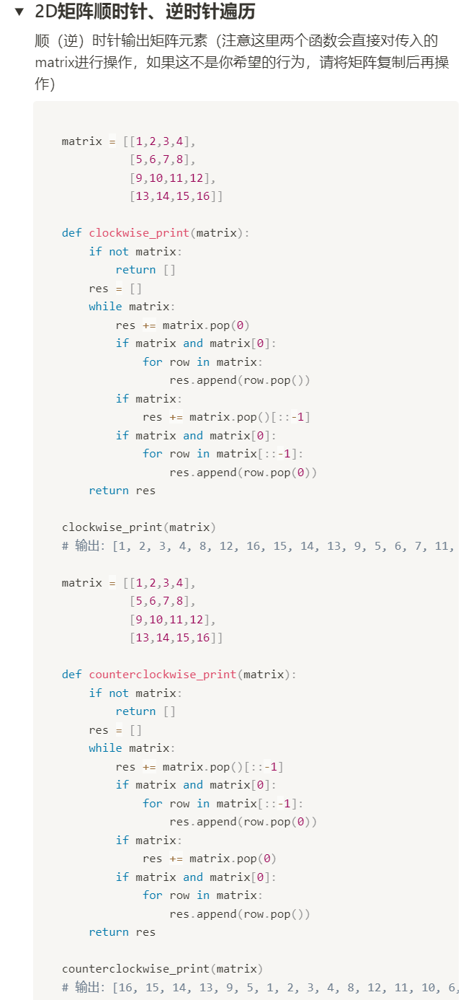 2D矩阵顺时针、逆时针遍历
顺（逆）时针输出矩阵元素（注意这里两个函数会直接对传入的
matrix进行操作，如果这不是你希望的行为，请将矩阵复制后再操
作）
matrix = [[1,2,3,4],
          [5,6,7,8],
          [9,10,11,12],
          [13,14,15,16]]
def clockwise_print(matrix):
    if not matrix:
        return []
    res = []
    while matrix:
        res += matrix.pop(0)
        if matrix and matrix[0]:
            for row in matrix:
                res.append(row.pop())
        if matrix:
            res += matrix.pop()[::-1]
        if matrix and matrix[0]:
            for row in matrix[::-1]:
                res.append(row.pop(0))
    return res
clockwise_print(matrix)
# 输出：[1, 2, 3, 4, 8, 12, 16, 15, 14, 13, 9, 5, 6, 7, 11,
matrix = [[1,2,3,4],
          [5,6,7,8],
          [9,10,11,12],
          [13,14,15,16]]
def counterclockwise_print(matrix):
    if not matrix:
        return []
    res = []
    while matrix:
        res += matrix.pop()[::-1]
        if matrix and matrix[0]:
            for row in matrix[::-1]:
                res.append(row.pop(0))
        if matrix:
            res += matrix.pop(0)
        if matrix and matrix[0]:
            for row in matrix:
                res.append(row.pop())
    return res
counterclockwise_print(matrix)
# 输出：[16, 15, 14, 13, 9, 5, 1, 2, 3, 4, 8, 12, 11, 10, 6,